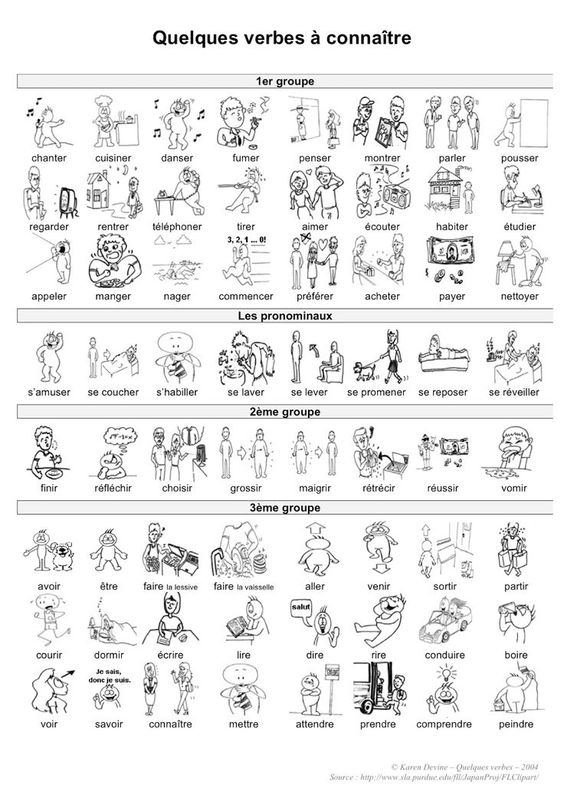 Quelques verbes à connaître
1er groupe
chanter cuisiner danser fumer penser montrer parler pousser
regarder rentrer téléphoner tirer aimer écouter habiter étudier
3, 2, 1 ... 0!
appeler manger nager commencer préférer acheter payer nettoyer
Les pronominaux
s'amuser se coucher s'habiller se laver se lever se promener se reposer se réveiller
2ème groupe
finir réfléchir choisir grossir maigrir rétrécir réussir vomir
3ème groupe
avoir être faire la lessive faire la vaisselle aller venir sortir partir
salut
courir dormir écrire lire dire rire conduire boire
Je sais,
donc je suis.
voir savoir connaître mettre attendre prendre comprendre peindre
© Karen Devine – Quelques verbes – 2004
Source : http://www.sla.purdue.edu/fll/JapanProj/FLClipart/